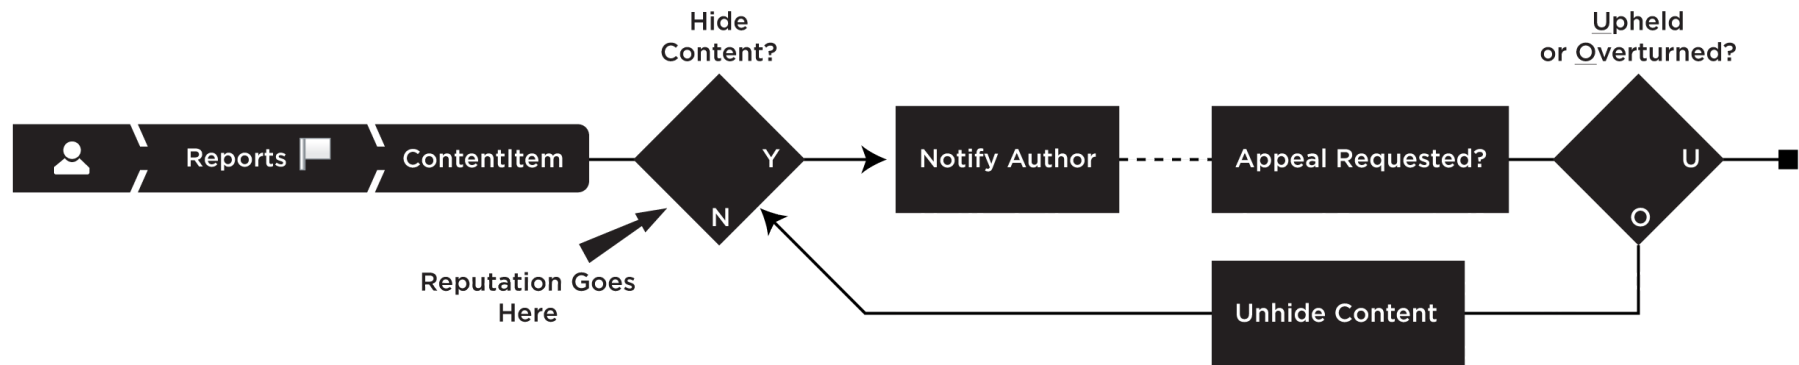 Hide
Content?
Upheld
or Overturned?
Reports
ContentItem
Y
N
Notify Author
Appeal Requested?
U
O
Reputation Goes
Here
Unhide Content